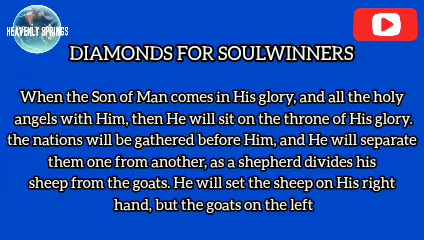 HEAVENLY SPRINGS
DIAMONDS FOR SOULWINNERS
When the Son of Man comes in His glory, and all the holy
angels with Him, then He will sit on the throne of His glory.
the nations will be gathered before Him, and He will separate
them one from another, as a shepherd divides his
sheep from the goats. He will set the sheep on His right
hand, but the goats on the left